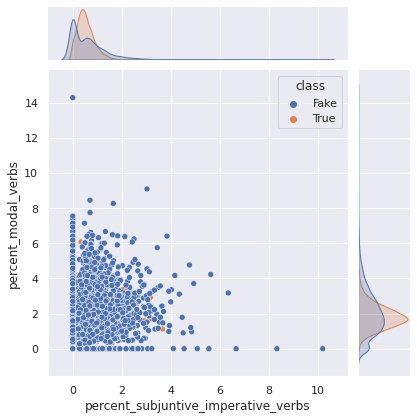 class
Fake
True
14
12
10
8
6
4
2
0
percent_modal_verbs
0 2 4 6 8 10
percent_subjuntive_imperative_verbs